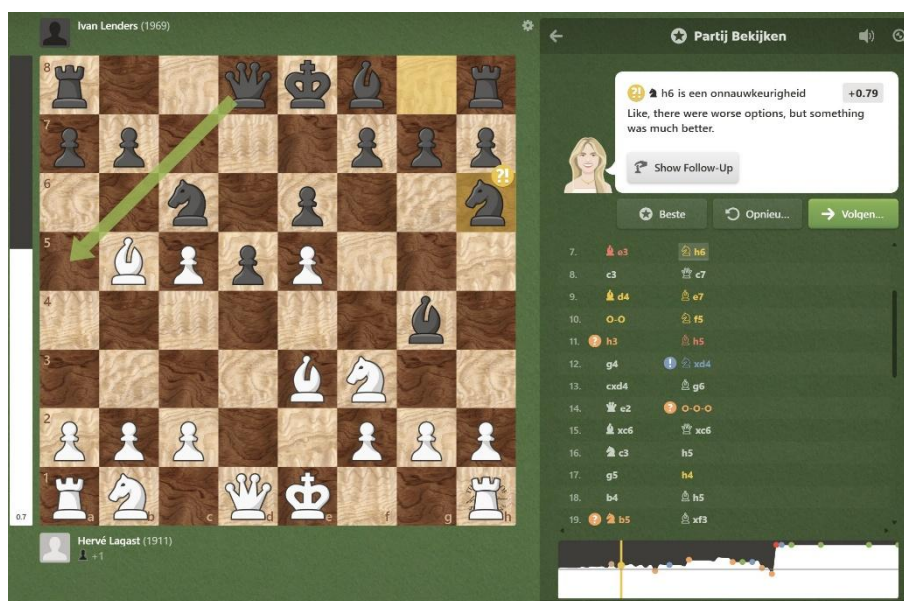 Ivan Lenders (1969)
Partij Bekijken
?! h6 is een onnauwkeurigheid +0.79
Like, there were worse options, but something
was much better.
Show Follow-Up
Beste Opnieu... Volgen...
8
7
6 ?!
5
4
3
2
1 a b c d e f g h
0.7
Hervé Lagast (1911)
+1
7. e3 h6
8. c3 c7
9. d4 e7
10. O-O f5
11. ? h3 h5
12. g4 ! xd4
13. cxd4 g6
14. e2 ? O-O-O
15. xc6 xc6
16. c3 h5
17. g5 h4
18. b4 h5
19. ? b5 xf3